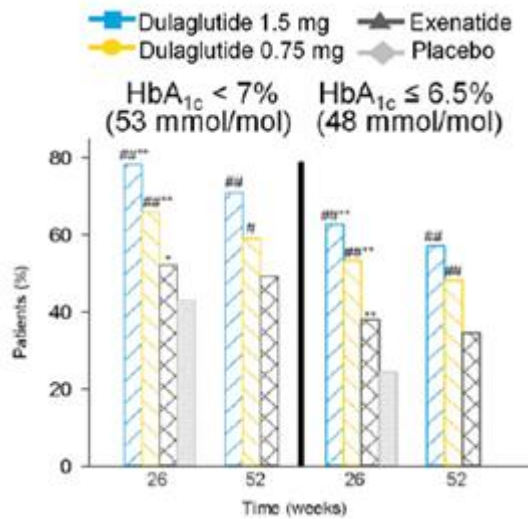 Dulaglutide 1.5 mg
Exenatide
Dulaglutide 0.75 mg
Placebo
HbA1c < 7%
(53 mmol/mol)
HbA1c ≤ 6.5%
(48 mmol/mol)
80
60
40
20
0
Patients (%)
##**
##**
*
##
#
##**
##**
**
##
##
26
52
26
52
Time (weeks)